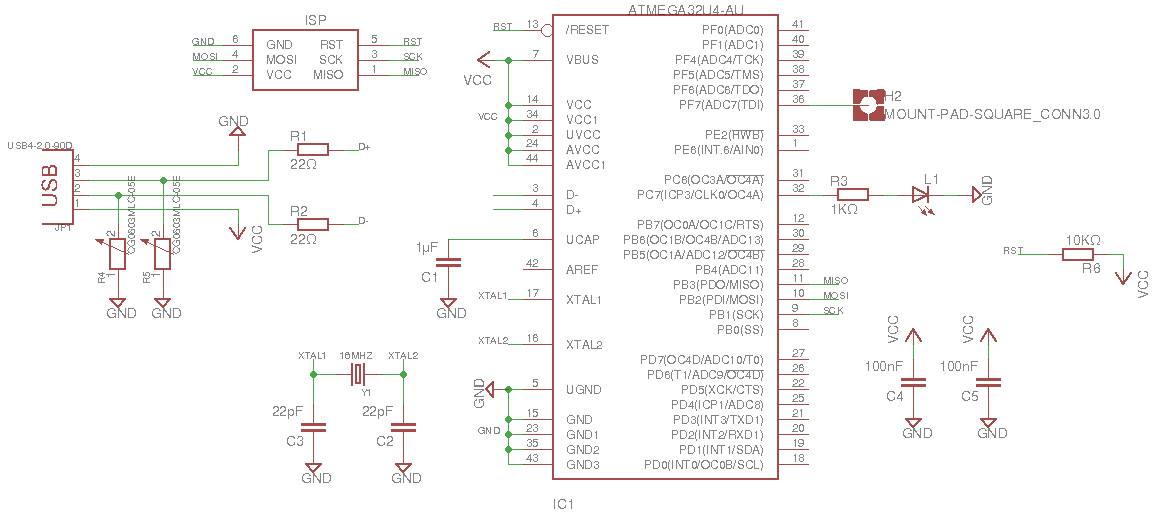 ISP
GND 6 GND RST 5 RST
MOSI 4 MOSI SCK 3 SCK
VCC 2 VCC MISO 1 MISO
USB4-2.0-90D
USB
JP1
4
3
2
1
GND
VCC
R1
22Ω
D+
R2
22Ω
D-
CG0603MLC-05E
R4
2
1
GND
CG0603MLC-05E
R5
2
1
GND
XTAL1
16MHZ
XTAL2
Y1
22pF
C3
GND
22pF
C2
GND
ATMEGA32U4-AU
RST 13 /RESET
VCC
7 VBUS
VCC
14 VCC
34 VCC1
2 UVCC
24 AVCC
44 AVCC1
3 D-
4 D+
6 UCAP
1µF
C1
GND
42 AREF
XTAL1 17 XTAL1
XTAL2 16 XTAL2
GND
5 UGND
GND
15 GND
23 GND1
35 GND2
43 GND3
PF0(ADC0) 41
PF1(ADC1) 40
PF4(ADC4/TCK) 39
PF5(ADC5/TMS) 38
PF6(ADC6/TDO) 37
PF7(ADC7(TDI) 36
PE2(HWB) 33
PE6(INT.6/AIN0) 1
PC6(OC3A/OC4A) 31
PC7(ICP3/CLK0/OC4A) 32
PB7(OC0A/OC1C/RTS) 12
PB6(OC1B/OC4B/ADC13) 30
PB5(OC1A/ADC12/OC4B) 29
PB4(ADC11) 28
PB3(PDO/MISO) 11 MISO
PB2(PDI/MOSI) 10 MOSI
PB1(SCK) 9 SCK
PB0(SS) 8
PD7(OC4D/ADC10/T0) 27
PD6(T1/ADC9/OC4D) 26
PD5(XCK/CTS) 22
PD4(ICP1/ADC8) 25
PD3(INT3/TXD1) 21
PD2(INT2/RXD1) 20
PD1(INT1/SDA) 19
PD0(INT0/OC0B/SCL) 18
IC1
H2
MOUNT-PAD-SQUARE_CONN3.0
R3
1KΩ
L1
GND
RST
10KΩ
R6
VCC
VCC
100nF
C4
GND
VCC
100nF
C5
GND